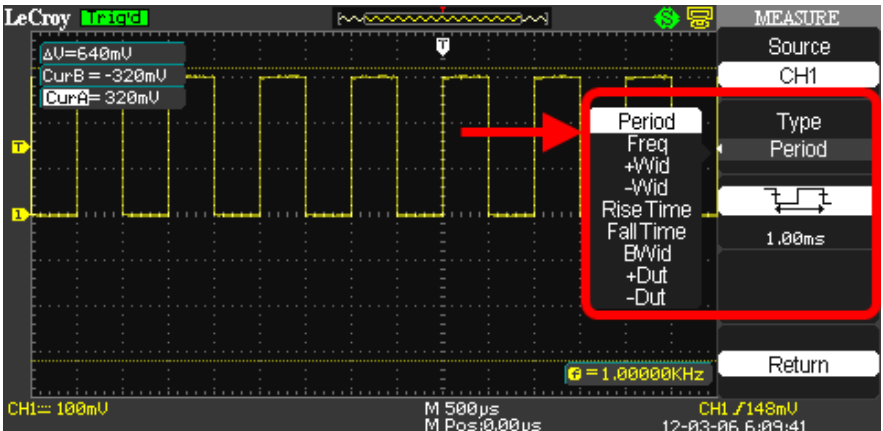 LeCroy Trig'd T S MEASURE
ΔV=640mV
CurB=-320mV
CurA=320mV
T
1
Source
CH1
Type
Period
1.00ms
Return
Period
Freq
+Wid
-Wid
Rise Time
Fall Time
BWid
+Dut
-Dut
f=1.00000KHz
CH1 100mV M 500µs CH1 148mV
M Pos:0.00µs 12-03-06 6:09:41